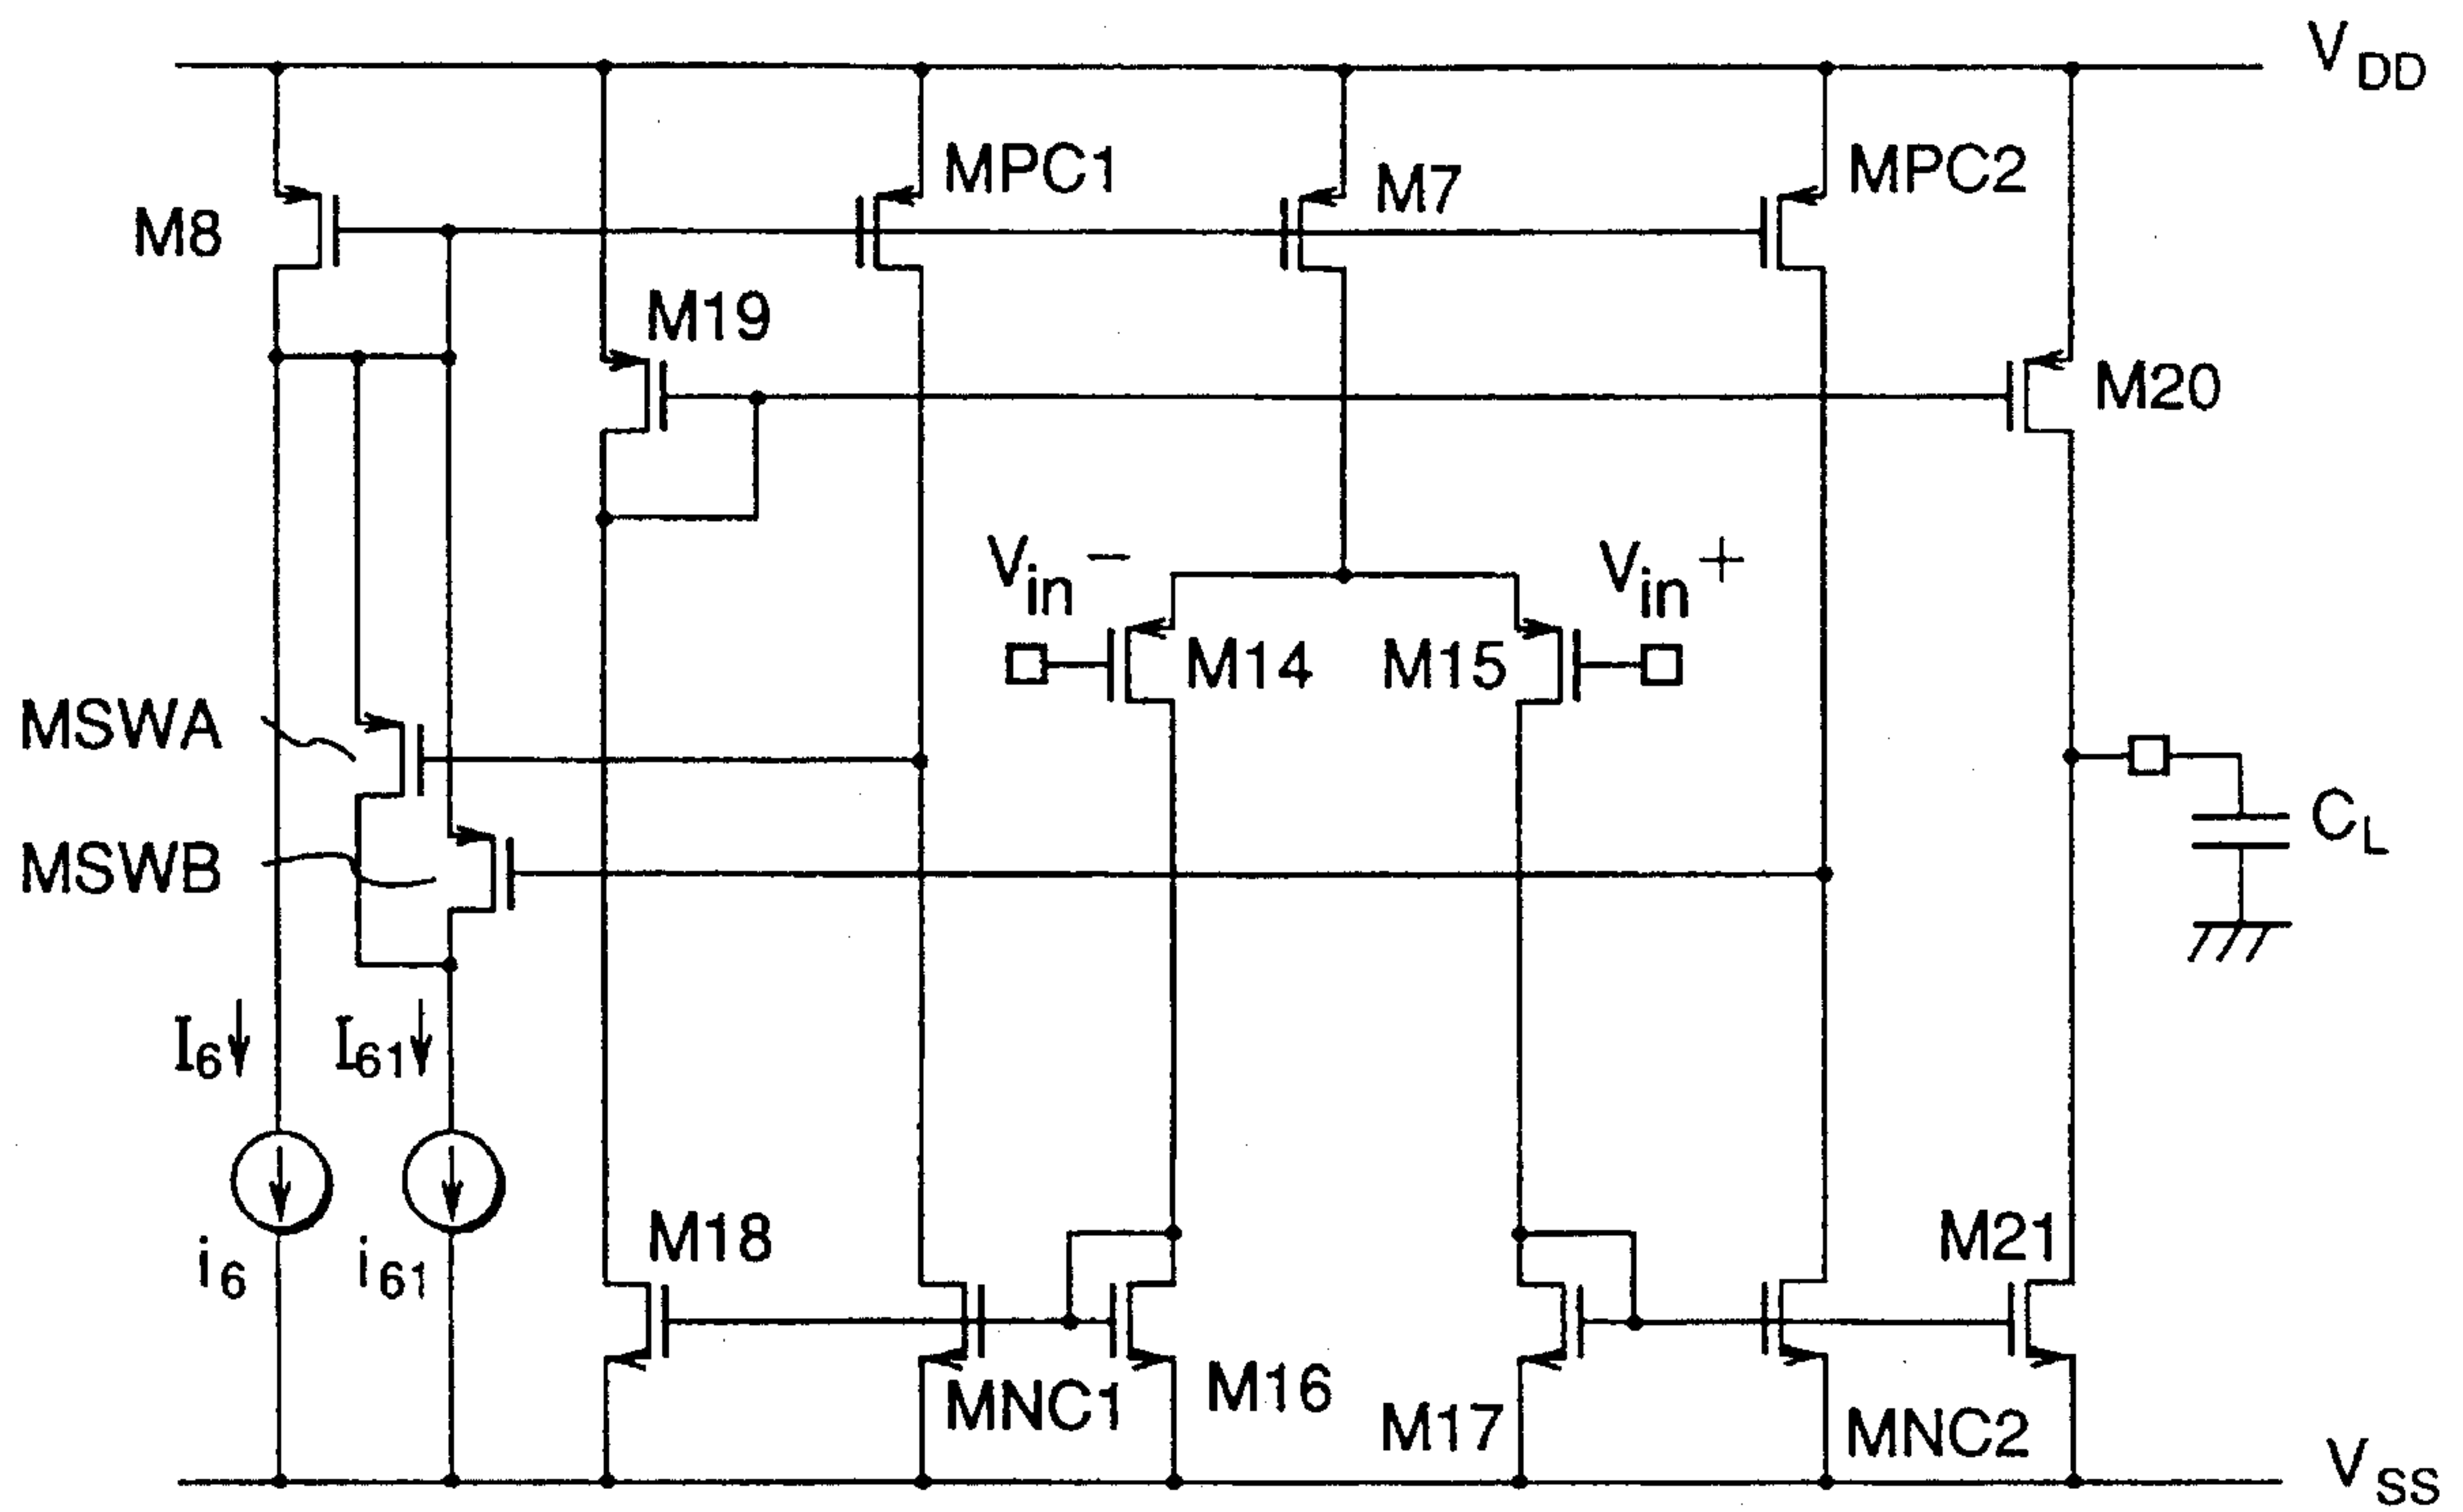 VDD
MPC1
MPC2
M7
M8
M19
M20
Vin−
Vin+
M14
M15
MSWA
MSWB
CL
I6
I61
i6
i61
M18
M21
MNC1
M16
M17
MNC2
VSS